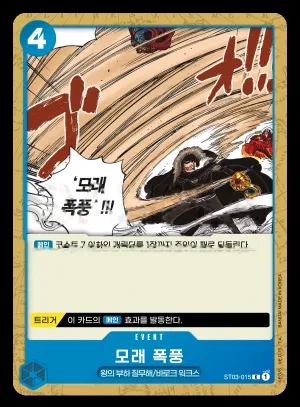 4
오!!
'모래
폭풍' !!!
메인 코스트 7 이하의 캐릭터를 1장까지 주인의 패로 되돌린다.
트리거 이 카드의 메인 효과를 발동한다.
EVENT
모래 폭풍
왕의 부하 칠무해/바로크 워크스
ST03-015 C 1